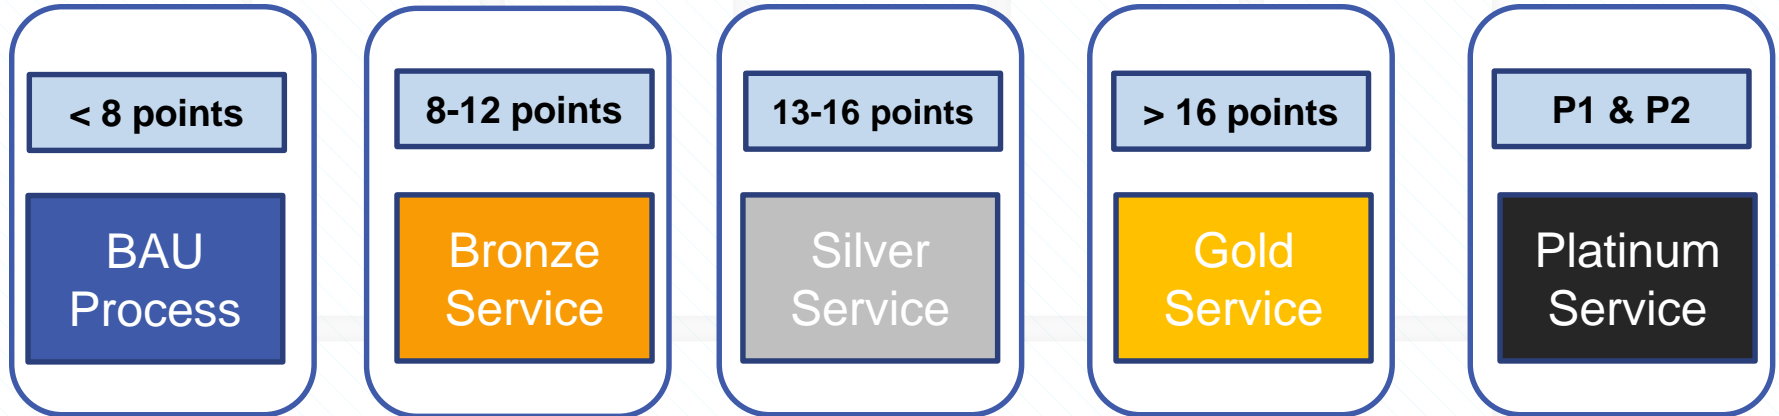 < 8 points
BAU
Process
8-12 points
Bronze
Service
13-16 points
Silver
Service
> 16 points
Gold
Service
P1 & P2
Platinum
Service